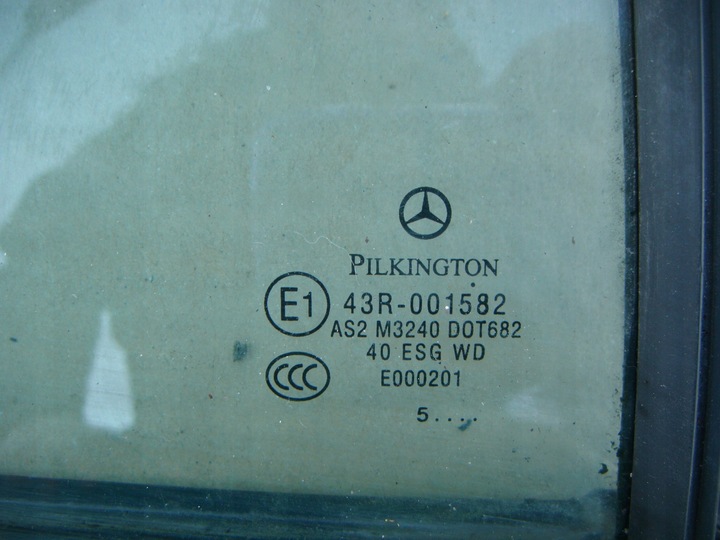 PILKINGTON
E1 43R-001582
AS2 M3240 DOT682
40 ESG WD
CCC E000201
5....